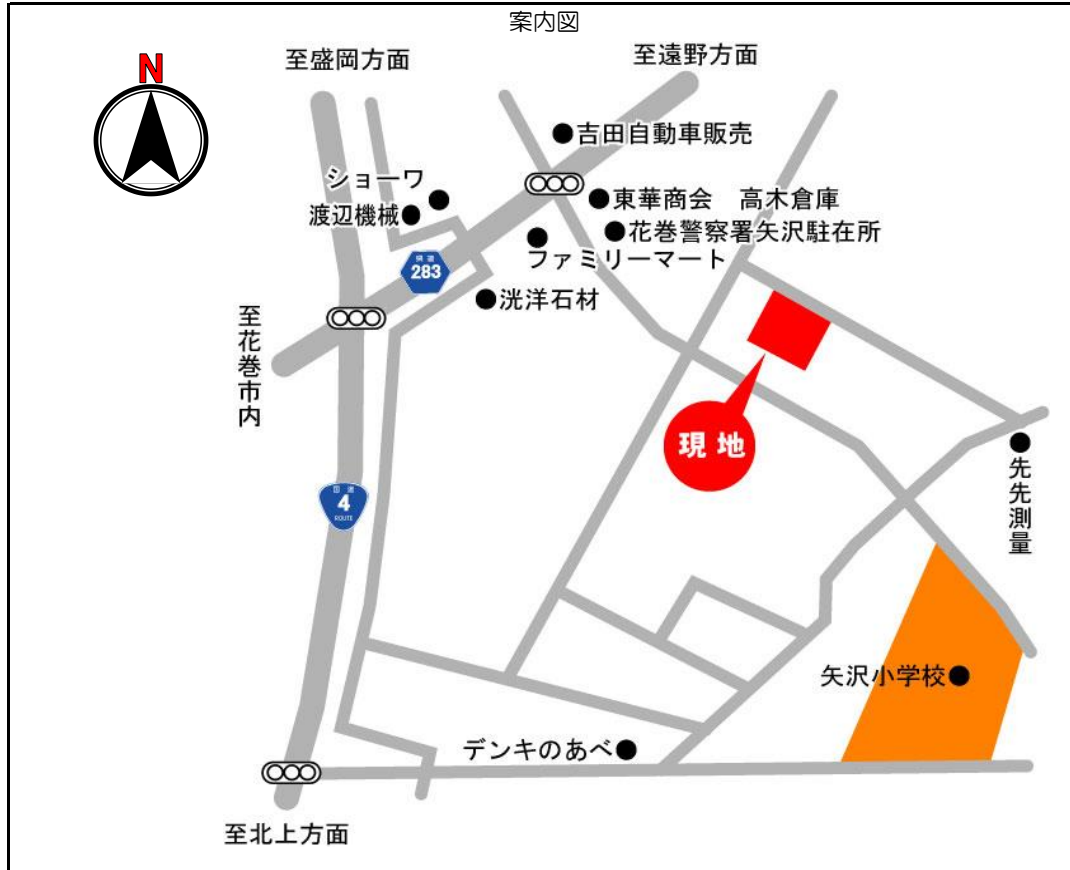 案内図
N
至盛岡方面
至遠野方面
吉田自動車販売
ショーワ
渡辺機械
東華商会　高木倉庫
花巻警察署矢沢駐在所
ファミリーマート
県道
283
洸洋石材
至花巻市内
現地
国道
4
ROUTE
先先測量
矢沢小学校
デンキのあべ
至北上方面